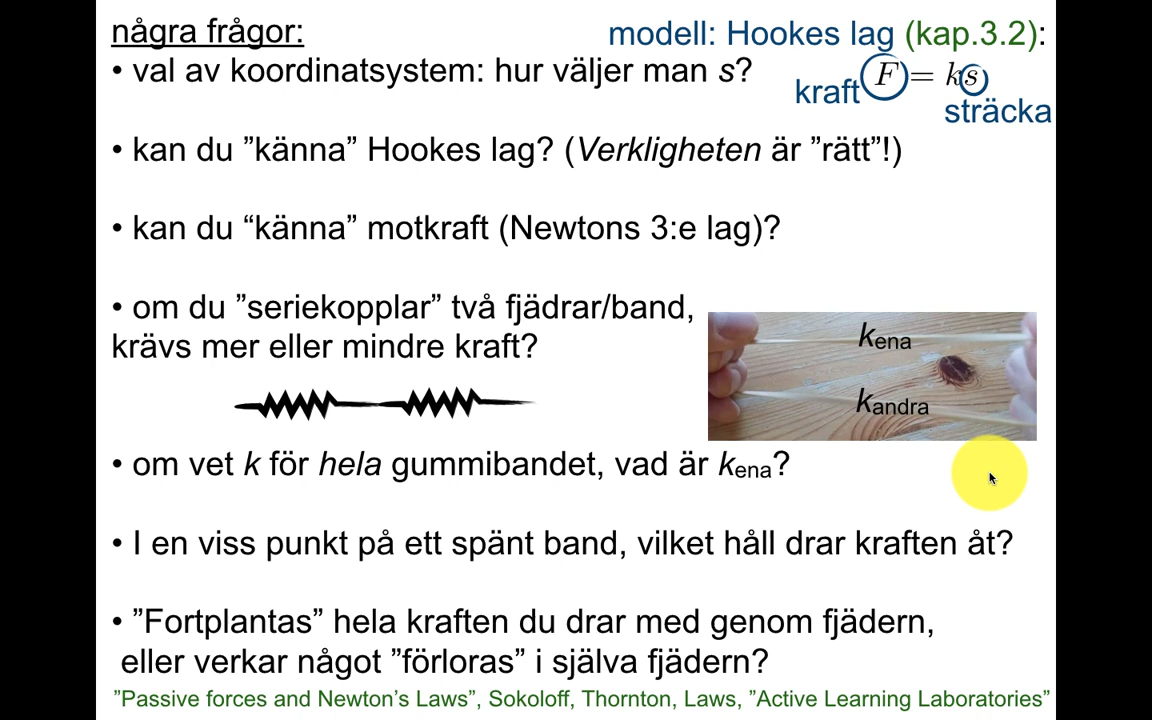 några frågor:
modell: Hookes lag (kap.3.2):
• val av koordinatsystem: hur väljer man s?
kraft F = ks
sträcka
• kan du ”känna” Hookes lag? (Verkligheten är ”rätt”!)
• kan du “känna” motkraft (Newtons 3:e lag)?
• om du ”seriekopplar” två fjädrar/band,
krävs mer eller mindre kraft?
kena
kandra
• om vet k för hela gummibandet, vad är kena?
• I en viss punkt på ett spänt band, vilket håll drar kraften åt?
• ”Fortplantas” hela kraften du drar med genom fjädern,
eller verkar något ”förloras” i själva fjädern?
”Passive forces and Newton’s Laws”, Sokoloff, Thornton, Laws, ”Active Learning Laboratories”